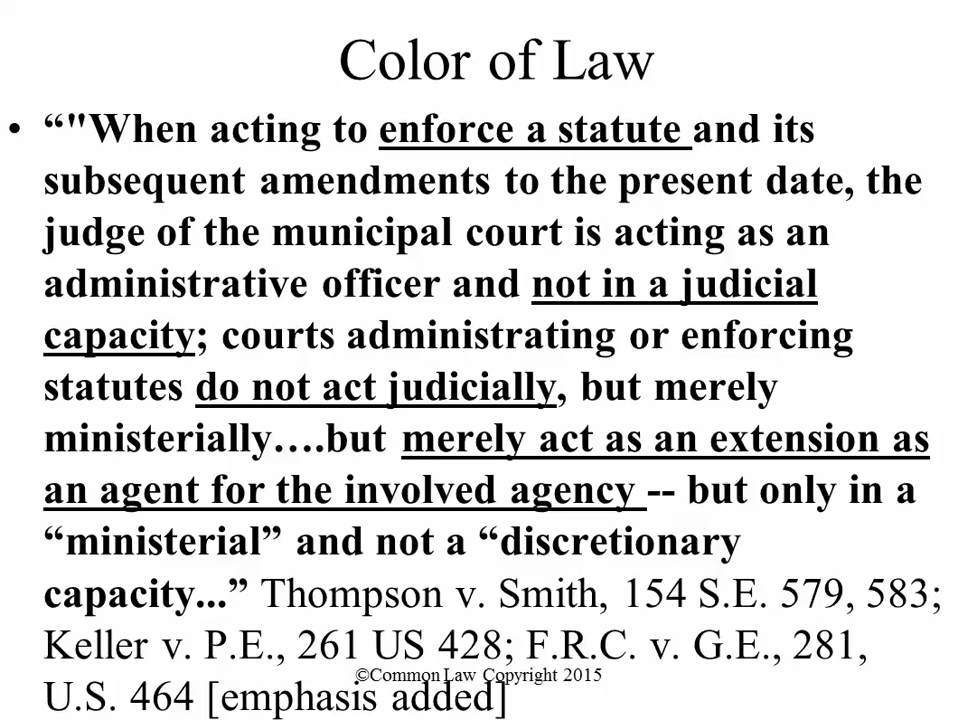 Color of Law
• “"When acting to enforce a statute and its
subsequent amendments to the present date, the
judge of the municipal court is acting as an
administrative officer and not in a judicial
capacity; courts administrating or enforcing
statutes do not act judicially, but merely
ministerially….but merely act as an extension as
an agent for the involved agency -- but only in a
“ministerial” and not a “discretionary
capacity...” Thompson v. Smith, 154 S.E. 579, 583;
Keller v. P.E., 261 US 428; F.R.C. v. G.E., 281,
©Common Law Copyright 2015
U.S. 464 [emphasis added]